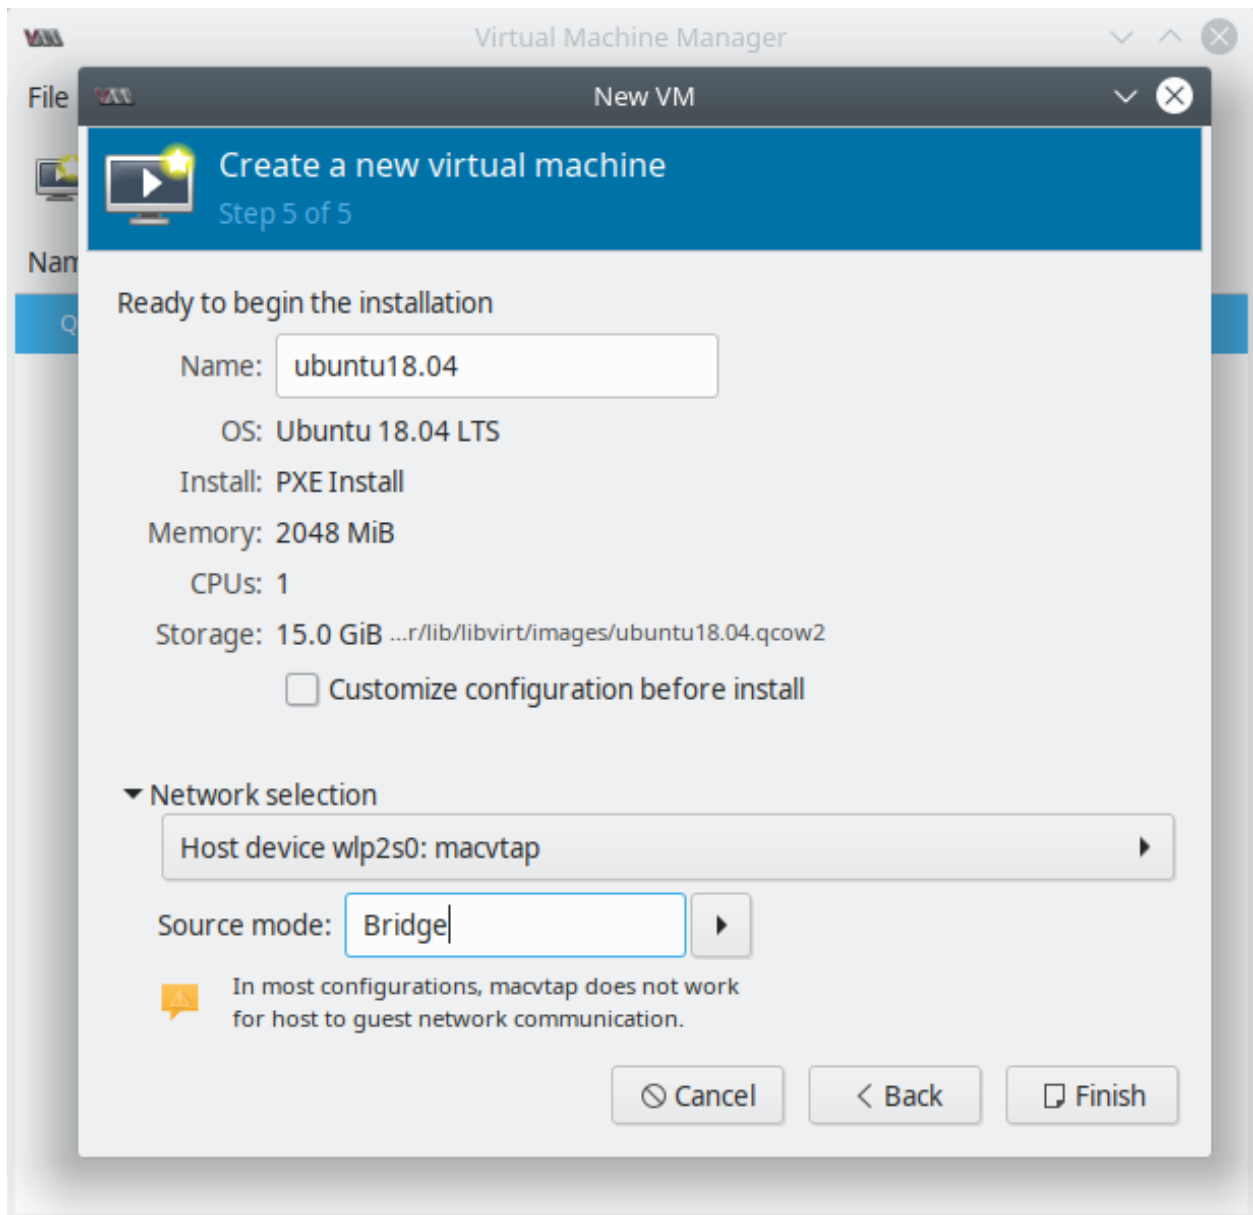 Virtual Machine Manager
File
New VM
Create a new virtual machine
Step 5 of 5
Nam
Q
Ready to begin the installation
Name: ubuntu18.04
OS: Ubuntu 18.04 LTS
Install: PXE Install
Memory: 2048 MiB
CPUs: 1
Storage: 15.0 GiB ...r/lib/libvirt/images/ubuntu18.04.qcow2
Customize configuration before install
Network selection
Host device wlp2s0: macvtap
Source mode: Bridge
In most configurations, macvtap does not work
for host to guest network communication.
Cancel Back Finish